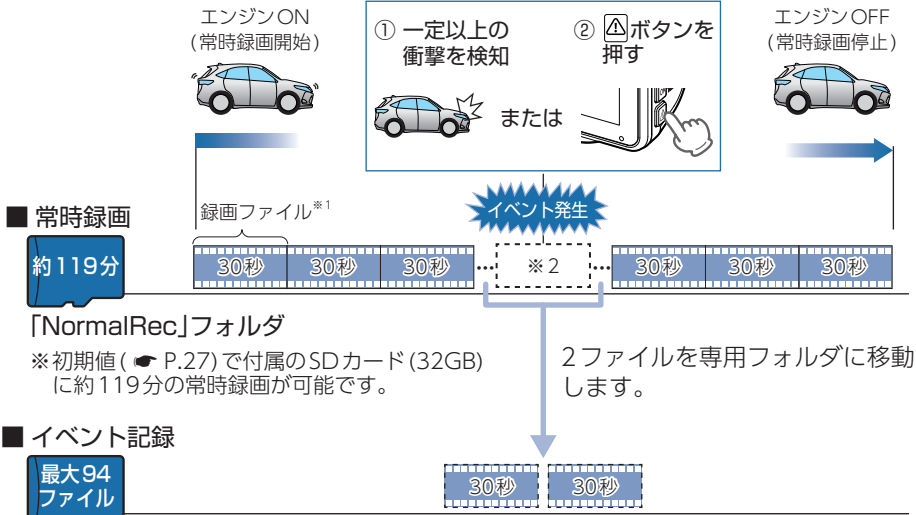 エンジンON
(常時録画開始)
① 一定以上の
衝撃を検知
または
② ボタンを
押す
エンジンOFF
(常時録画停止)
イベント発生
■ 常時録画
録画ファイル※1
約119分
30秒
30秒
30秒
…
※2
…
30秒
30秒
30秒
「NormalRec」フォルダ
※初期値( ☛ P.27)で付属のSDカード(32GB)
に約119分の常時録画が可能です。
2ファイルを専用フォルダに移動
します。
■ イベント記録
最大94
ファイル
30秒
30秒